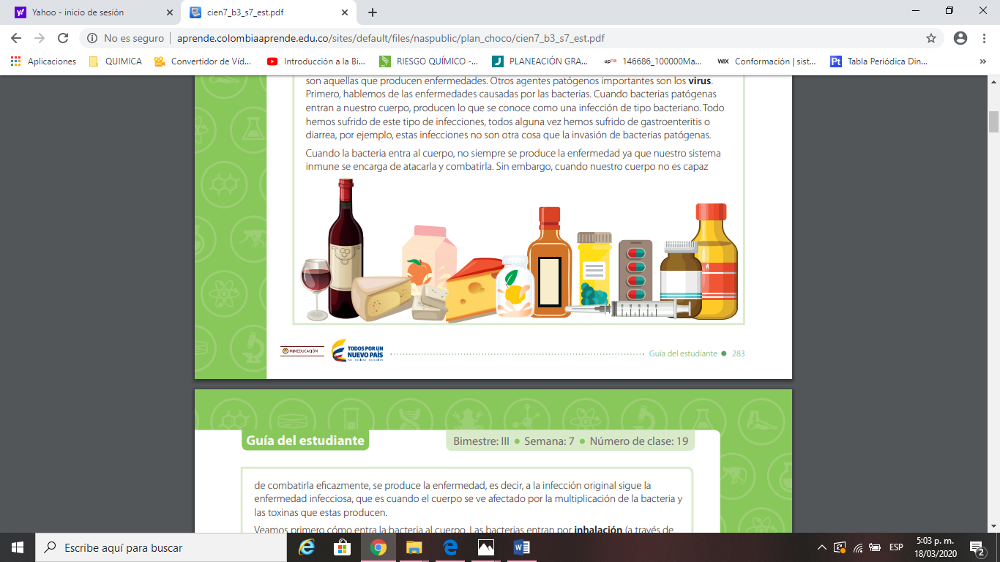 Yahoo - inicio de sesión
cien7_b3_s7_est.pdf
No es seguro
aprende.colombiaaprende.edu.co/sites/default/files/naspublic/plan_choco/cien7_b3_s7_est.pdf
Aplicaciones
QUIMICA
Convertidor de Víd...
Introducción a la Bi...
RIESGO QUÍMICO -...
PLANEACIÓN GRA...
upna 146686_100000Ma...
WIX Conformación | sist...
Pt Tabla Periódica Din...
»
son aquellas que producen enfermedades. Otros agentes patógenos importantes son los virus.
Primero, hablemos de las enfermedades causadas por las bacterias. Cuando bacterias patógenas
entran a nuestro cuerpo, producen lo que se conoce como una infección de tipo bacteriano. Todo
hemos sufrido de este tipo de infecciones, todos alguna vez hemos sufrido de gastroenteritis o
diarrea, por ejemplo, estas infecciones no son otra cosa que la invasión de bacterias patógenas.
Cuando la bacteria entra al cuerpo, no siempre se produce la enfermedad ya que nuestro sistema
inmune se encarga de atacarla y combatirla. Sin embargo, cuando nuestro cuerpo no es capaz
MINEDUCACIÓN
TODOS POR UN
NUEVO PAÍS
PAZ EQUIDAD EDUCACIÓN
Guía del estudiante ● 283
Guía del estudiante
Bimestre: III ● Semana: 7 ● Número de clase: 19
de combatirla eficazmente, se produce la enfermedad, es decir, a la infección original sigue la
enfermedad infecciosa, que es cuando el cuerpo se ve afectado por la multiplicación de la bacteria y
las toxinas que estas producen.
Veamos primero cómo entra la bacteria al cuerpo. Las bacterias entran por inhalación (a través de
Escribe aquí para buscar
ESP
5:03 p. m.
18/03/2020
2